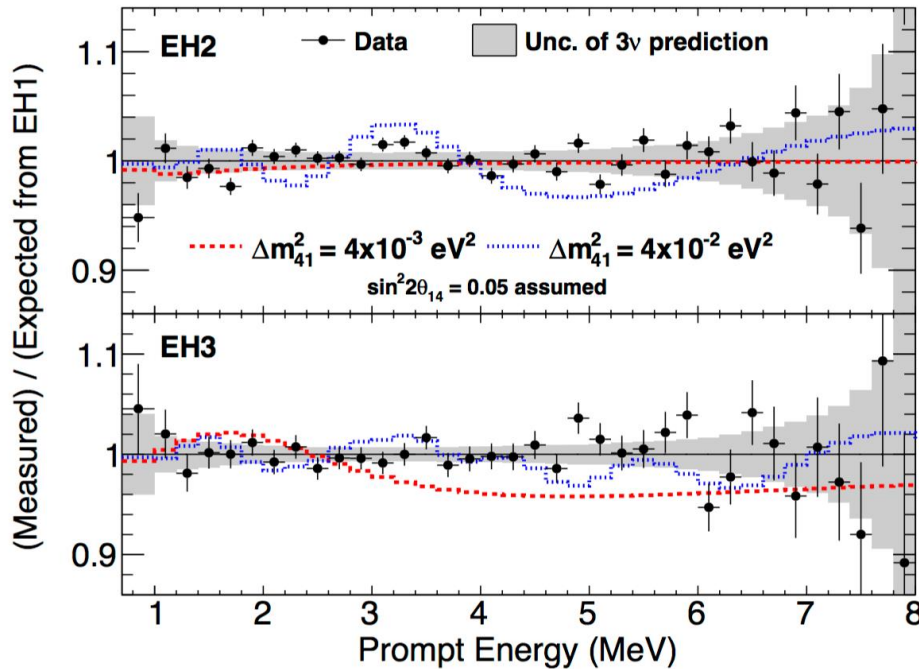 (Measured) / (Expected from EH1)
EH2 Data Unc. of 3ν prediction
1.1
1
0.9
Δm²₄₁ = 4x10⁻³ eV² Δm²₄₁ = 4x10⁻² eV²
sin²2θ₁₄ = 0.05 assumed
EH3
1.1
1
0.9
1 2 3 4 5 6 7 8
Prompt Energy (MeV)